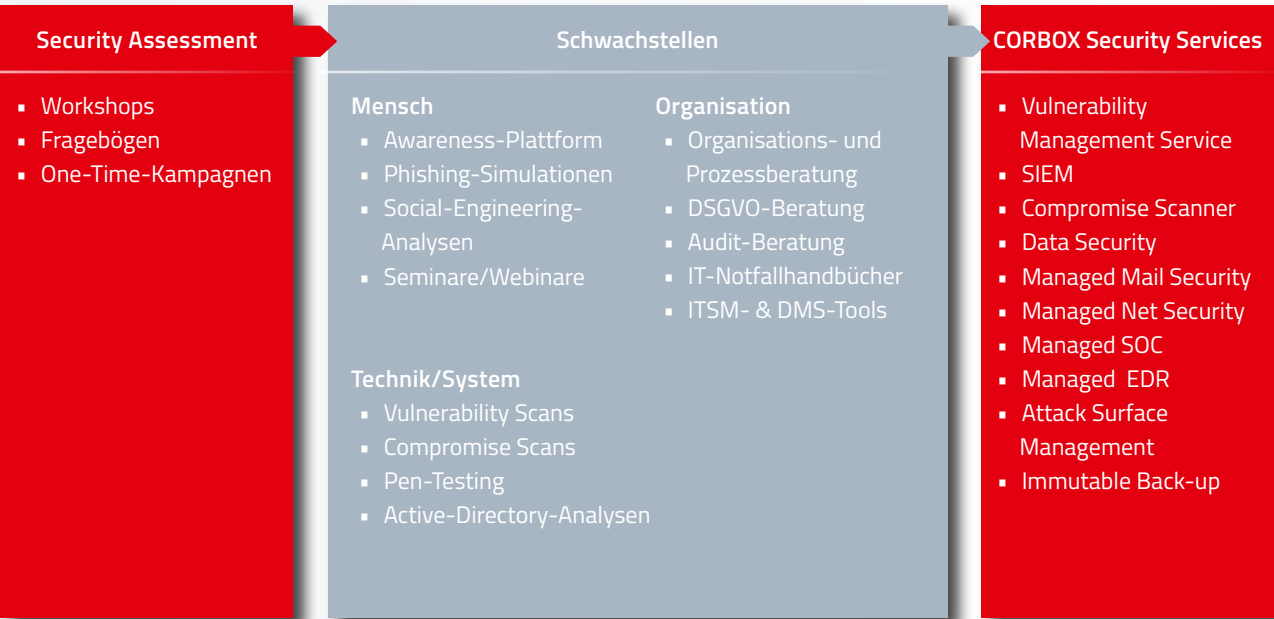 Security Assessment
▪ Workshops
▪ Fragebögen
▪ One-Time-Kampagnen
Schwachstellen
Mensch
▪ Awareness-Plattform
▪ Phishing-Simulationen
▪ Social-Engineering-
Analysen
▪ Seminare/Webinare
Organisation
▪ Organisations- und
Prozessberatung
▪ DSGVO-Beratung
▪ Audit-Beratung
▪ IT-Notfallhandbücher
▪ ITSM- & DMS-Tools
Technik/System
▪ Vulnerability Scans
▪ Compromise Scans
▪ Pen-Testing
▪ Active-Directory-Analysen
CORBOX Security Services
▪ Vulnerability
Management Service
▪ SIEM
▪ Compromise Scanner
▪ Data Security
▪ Managed Mail Security
▪ Managed Net Security
▪ Managed SOC
▪ Managed EDR
▪ Attack Surface
Management
▪ Immutable Back-up